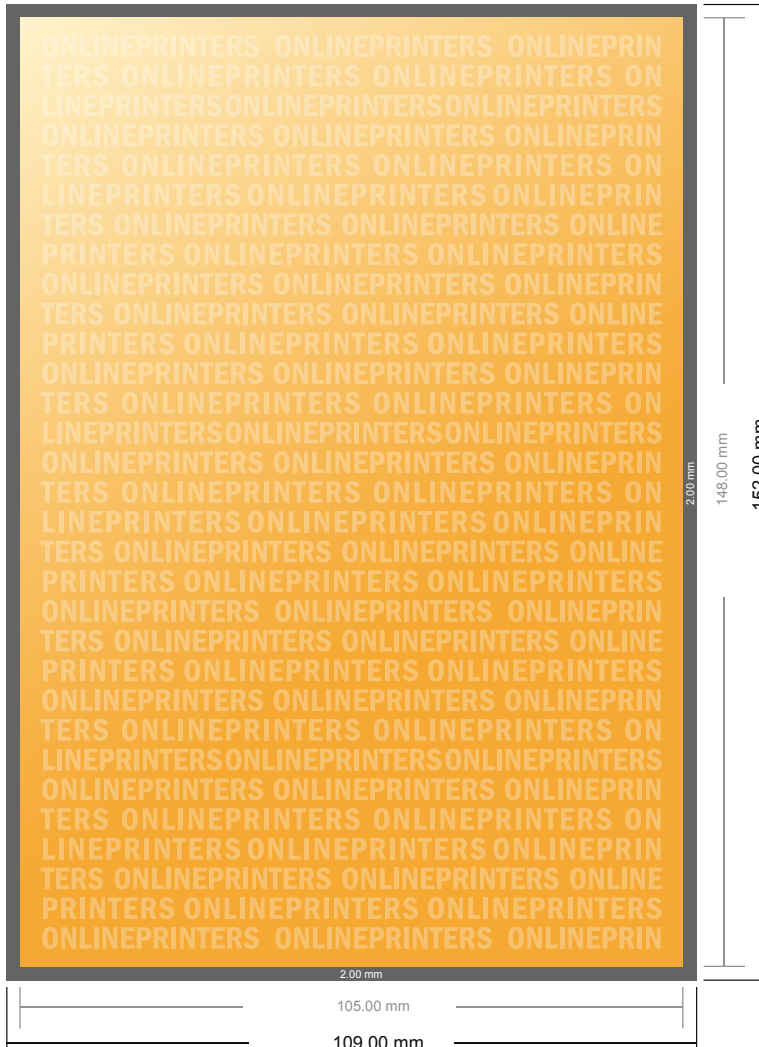 ONLINEPRINTERS ONLINEPRINTERS ONLINEPRIN
TERS ONLINEPRINTERS ONLINEPRINTERS ON
LINEPRINTERSONLINEPRINTERSONLINEPRINTERS
ONLINEPRINTERS ONLINEPRINTERS ONLINEPRIN
TERS ONLINEPRINTERS ONLINEPRINTERS ON
LINEPRINTERS ONLINEPRINTERS ONLINEPRIN
TERS ONLINEPRINTERS ONLINEPRINTERS ONLINE
PRINTERS ONLINEPRINTERS ONLINEPRINTERS
ONLINEPRINTERS ONLINEPRINTERS ONLINEPRIN
TERS ONLINEPRINTERS ONLINEPRINTERS ONLINE
PRINTERS ONLINEPRINTERS ONLINEPRINTERS
ONLINEPRINTERS ONLINEPRINTERS ONLINEPRIN
TERS ONLINEPRINTERS ONLINEPRINTERS ON
LINEPRINTERSONLINEPRINTERSONLINEPRINTERS
ONLINEPRINTERS ONLINEPRINTERS ONLINEPRIN
TERS ONLINEPRINTERS ONLINEPRINTERS ON
LINEPRINTERS ONLINEPRINTERS ONLINEPRIN
TERS ONLINEPRINTERS ONLINEPRINTERS ONLINE
PRINTERS ONLINEPRINTERS ONLINEPRINTERS
ONLINEPRINTERS ONLINEPRINTERS ONLINEPRIN
TERS ONLINEPRINTERS ONLINEPRINTERS ONLINE
PRINTERS ONLINEPRINTERS ONLINEPRINTERS
ONLINEPRINTERS ONLINEPRINTERS ONLINEPRIN
TERS ONLINEPRINTERS ONLINEPRINTERS ON
LINEPRINTERSONLINEPRINTERSONLINEPRINTERS
ONLINEPRINTERS ONLINEPRINTERS ONLINEPRIN
TERS ONLINEPRINTERS ONLINEPRINTERS ON
LINEPRINTERS ONLINEPRINTERS ONLINEPRIN
TERS ONLINEPRINTERS ONLINEPRINTERS ONLINE
PRINTERS ONLINEPRINTERS ONLINEPRINTERS
ONLINEPRINTERS ONLINEPRINTERS ONLINEPRIN
2.00 mm
148.00 mm
152.00 mm
2.00 mm
105.00 mm
109.00 mm